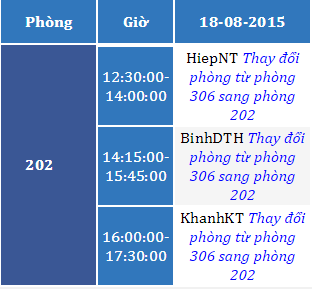 Phòng Giờ 18-08-2015
202
12:30:00-
14:00:00
HiepNT Thay đổi
phòng từ phòng
306 sang phòng
202
14:15:00-
15:45:00
BinhDTH Thay đổi
phòng từ phòng
306 sang phòng
202
16:00:00-
17:30:00
KhanhKT Thay đổi
phòng từ phòng
306 sang phòng
202